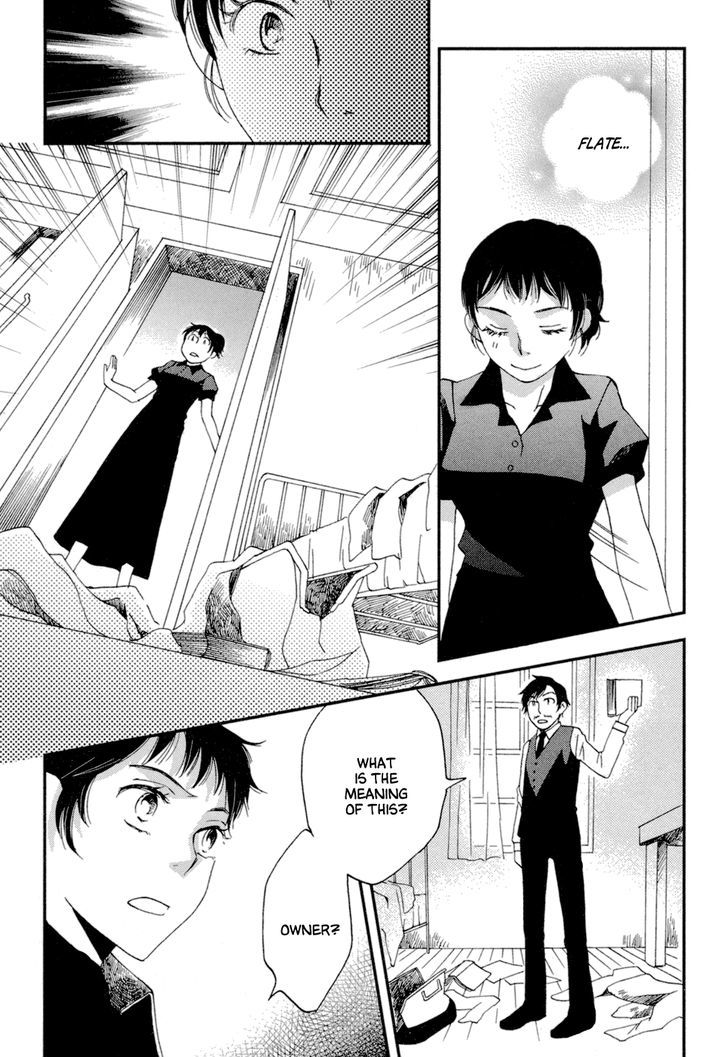 FLATE...
WHAT
IS THE
MEANING
OF THIS?
OWNER?